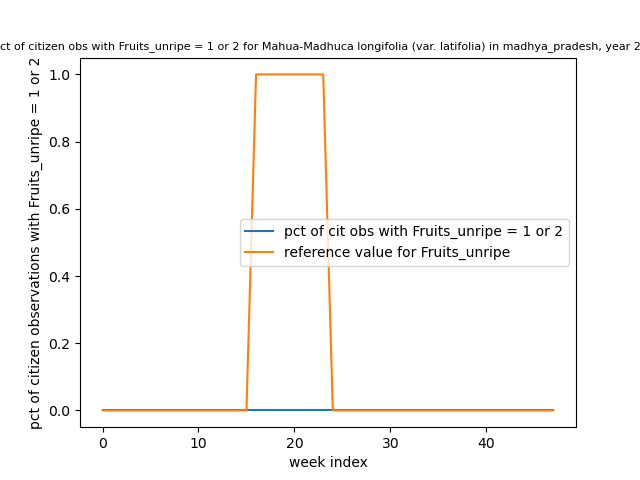 ct of citizen obs with Fruits_unripe = 1 or 2 for Mahua-Madhuca longifolia (var. latifolia) in madhya_pradesh, year 2
pct of citizen observations with Fruits_unripe = 1 or 2
1.0
0.8
0.6
0.4
0.2
0.0
pct of cit obs with Fruits_unripe = 1 or 2
reference value for Fruits_unripe
0 10 20 30 40
week index